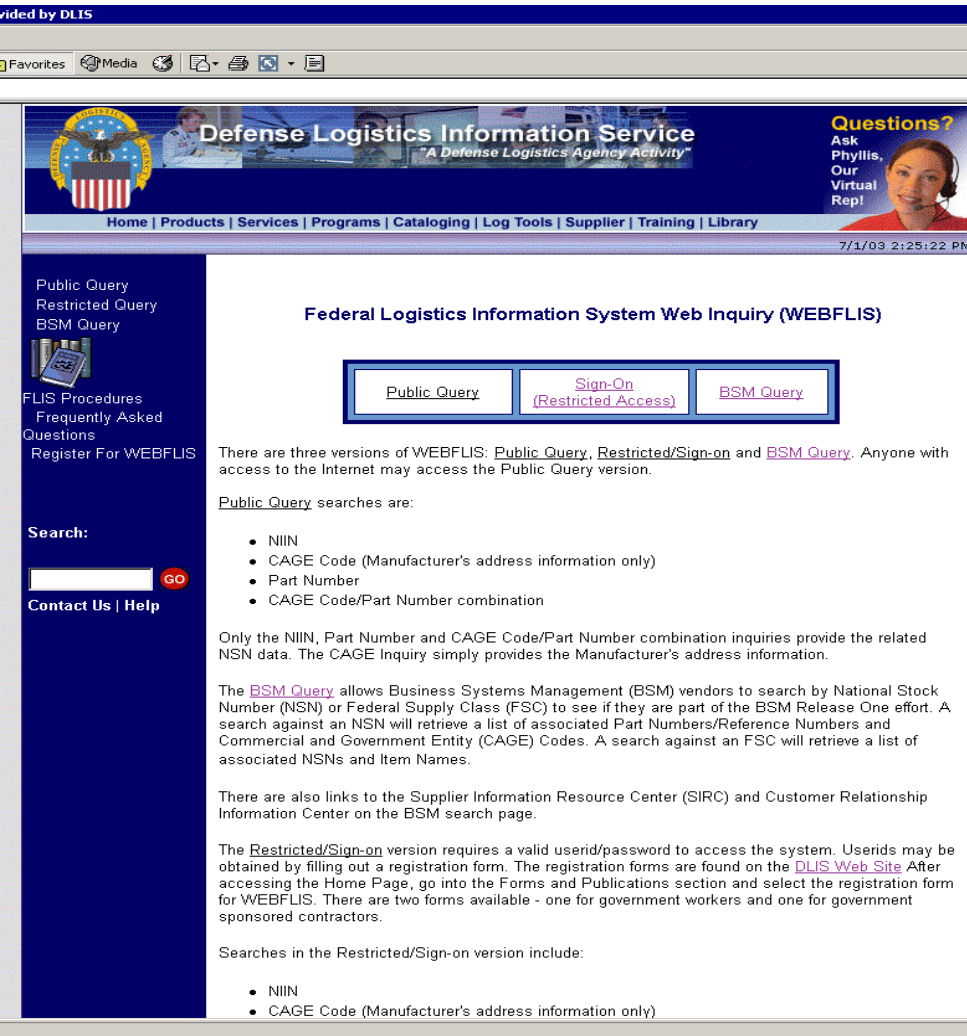 vided by DLIS
Favorites Media
Defense Logistics Information Service
"A Defense Logistics Agency Activity"
Questions?
Ask
Phyllis,
Our
Virtual
Rep!
Home | Products | Services | Programs | Cataloging | Log Tools | Supplier | Training | Library
7/1/03 2:25:22 PM
Public Query
Restricted Query
BSM Query
FLIS Procedures
Frequently Asked
Questions
Register For WEBFLIS
Search:
GO
Contact Us | Help
Federal Logistics Information System Web Inquiry (WEBFLIS)
Public Query
Sign-On
(Restricted Access)
BSM Query
There are three versions of WEBFLIS: Public Query, Restricted/Sign-on and BSM Query. Anyone with
access to the Internet may access the Public Query version.
Public Query searches are:
• NIIN
• CAGE Code (Manufacturer's address information only)
• Part Number
• CAGE Code/Part Number combination
Only the NIIN, Part Number and CAGE Code/Part Number combination inquiries provide the related
NSN data. The CAGE Inquiry simply provides the Manufacturer's address information.
The BSM Query allows Business Systems Management (BSM) vendors to search by National Stock
Number (NSN) or Federal Supply Class (FSC) to see if they are part of the BSM Release One effort. A
search against an NSN will retrieve a list of associated Part Numbers/Reference Numbers and
Commercial and Government Entity (CAGE) Codes. A search against an FSC will retrieve a list of
associated NSNs and Item Names.
There are also links to the Supplier Information Resource Center (SIRC) and Customer Relationship
Information Center on the BSM search page.
The Restricted/Sign-on version requires a valid userid/password to access the system. Userids may be
obtained by filling out a registration form. The registration forms are found on the DLIS Web Site After
accessing the Home Page, go into the Forms and Publications section and select the registration form
for WEBFLIS. There are two forms available - one for government workers and one for government
sponsored contractors.
Searches in the Restricted/Sign-on version include:
• NIIN
• CAGE Code (Manufacturer's address information only)